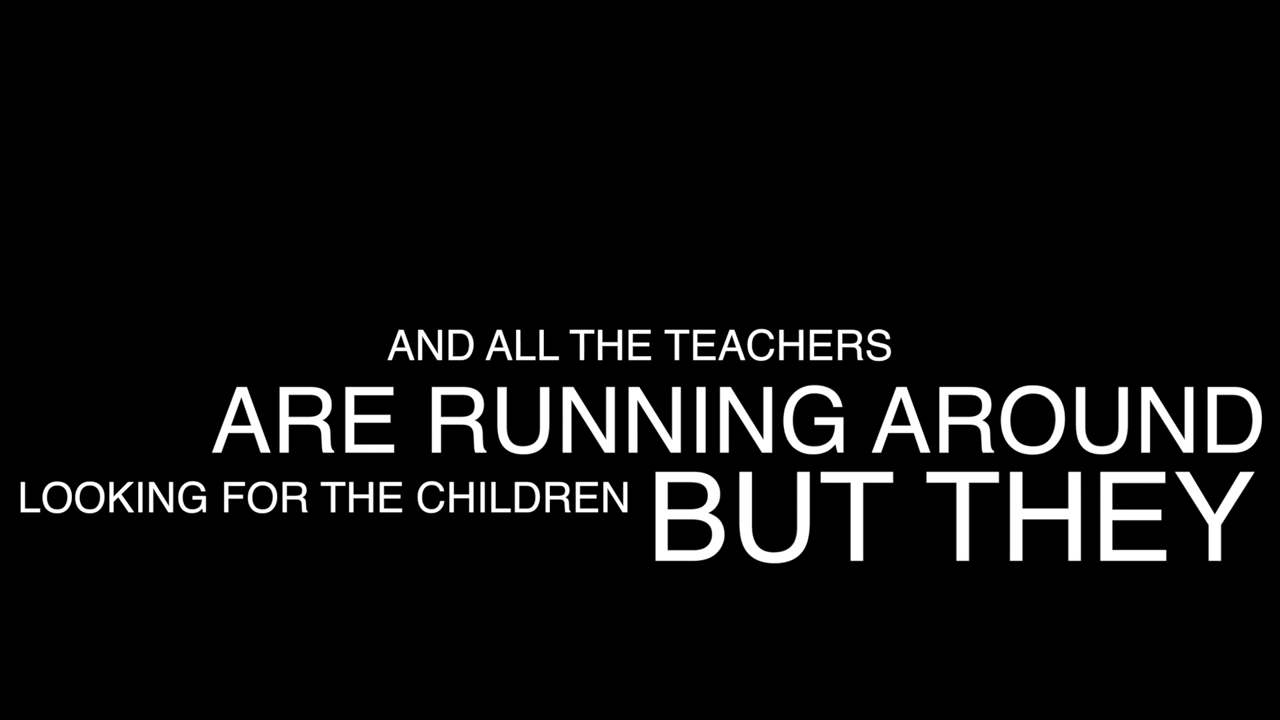 AND ALL THE TEACHERS
ARE RUNNING AROUND
LOOKING FOR THE CHILDREN BUT THEY